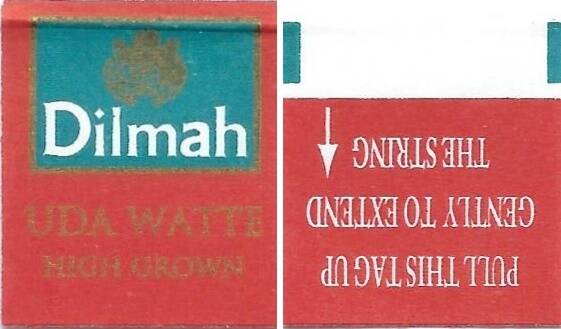 Dilmah
UDA WATTE
HIGH GROWN
PULL THIS TAG UP
GENTLY TO EXTEND
THE STRING